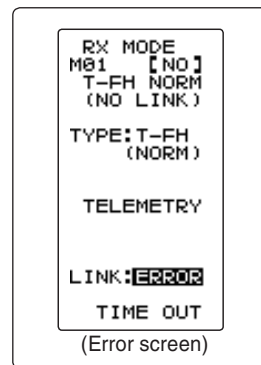 RX MODE
M01 [NO]
T-FH NORM
(NO LINK)
TYPE:T-FH
(NORM)
TELEMETRY
LINK:ERROR
TIME OUT
(Error screen)